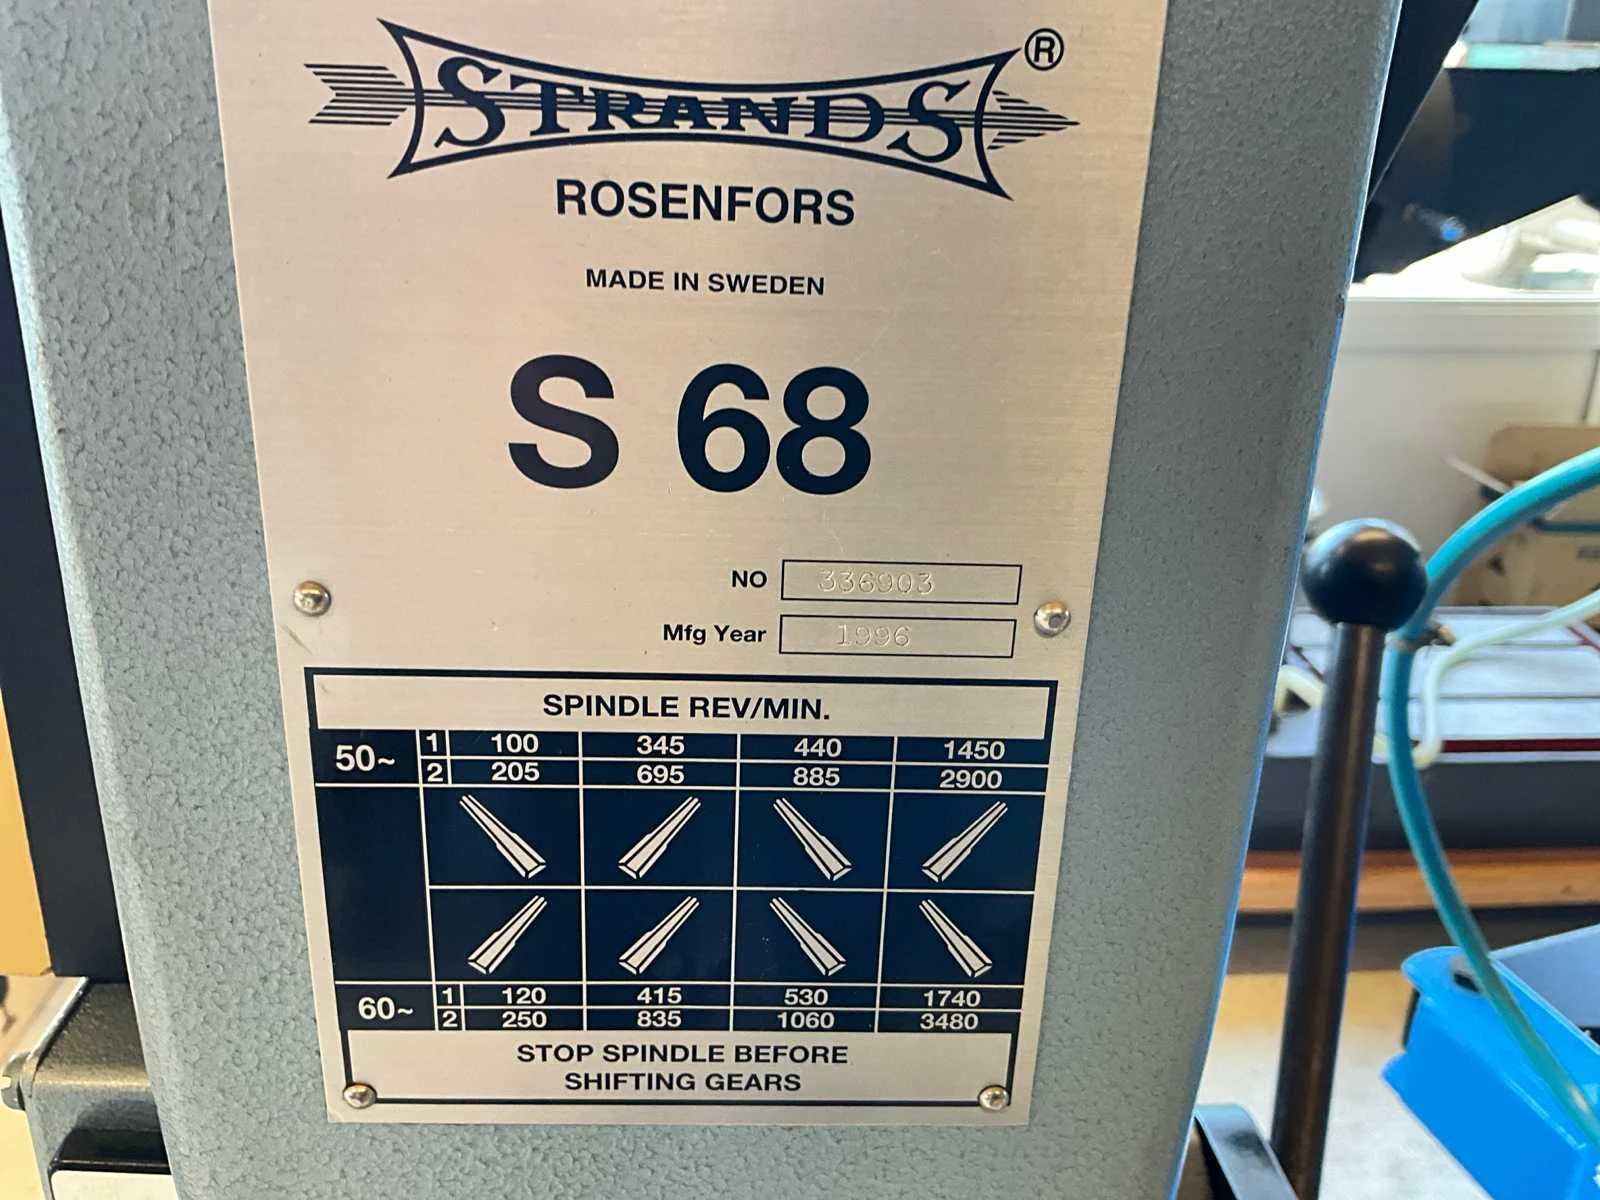 STRANDS ®
ROSENFORS
MADE IN SWEDEN
S 68
NO 336903
Mfg Year 1996
SPINDLE REV/MIN.
50~ 1 100 345 440 1450
2 205 695 885 2900
60~ 1 120 415 530 1740
2 250 835 1060 3480
STOP SPINDLE BEFORE
SHIFTING GEARS